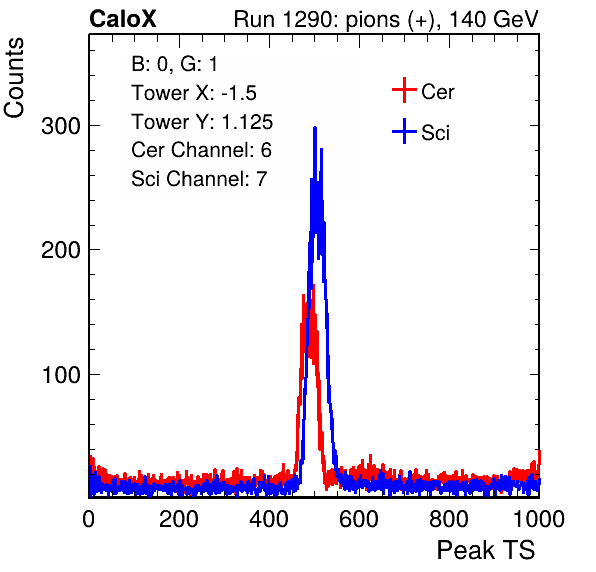 CaloX Run 1290: pions (+), 140 GeV
Counts
B: 0, G: 1
Tower X: -1.5
Tower Y: 1.125
Cer Channel: 6
Sci Channel: 7
Cer
Sci
300
200
100
0 200 400 600 800 1000
Peak TS